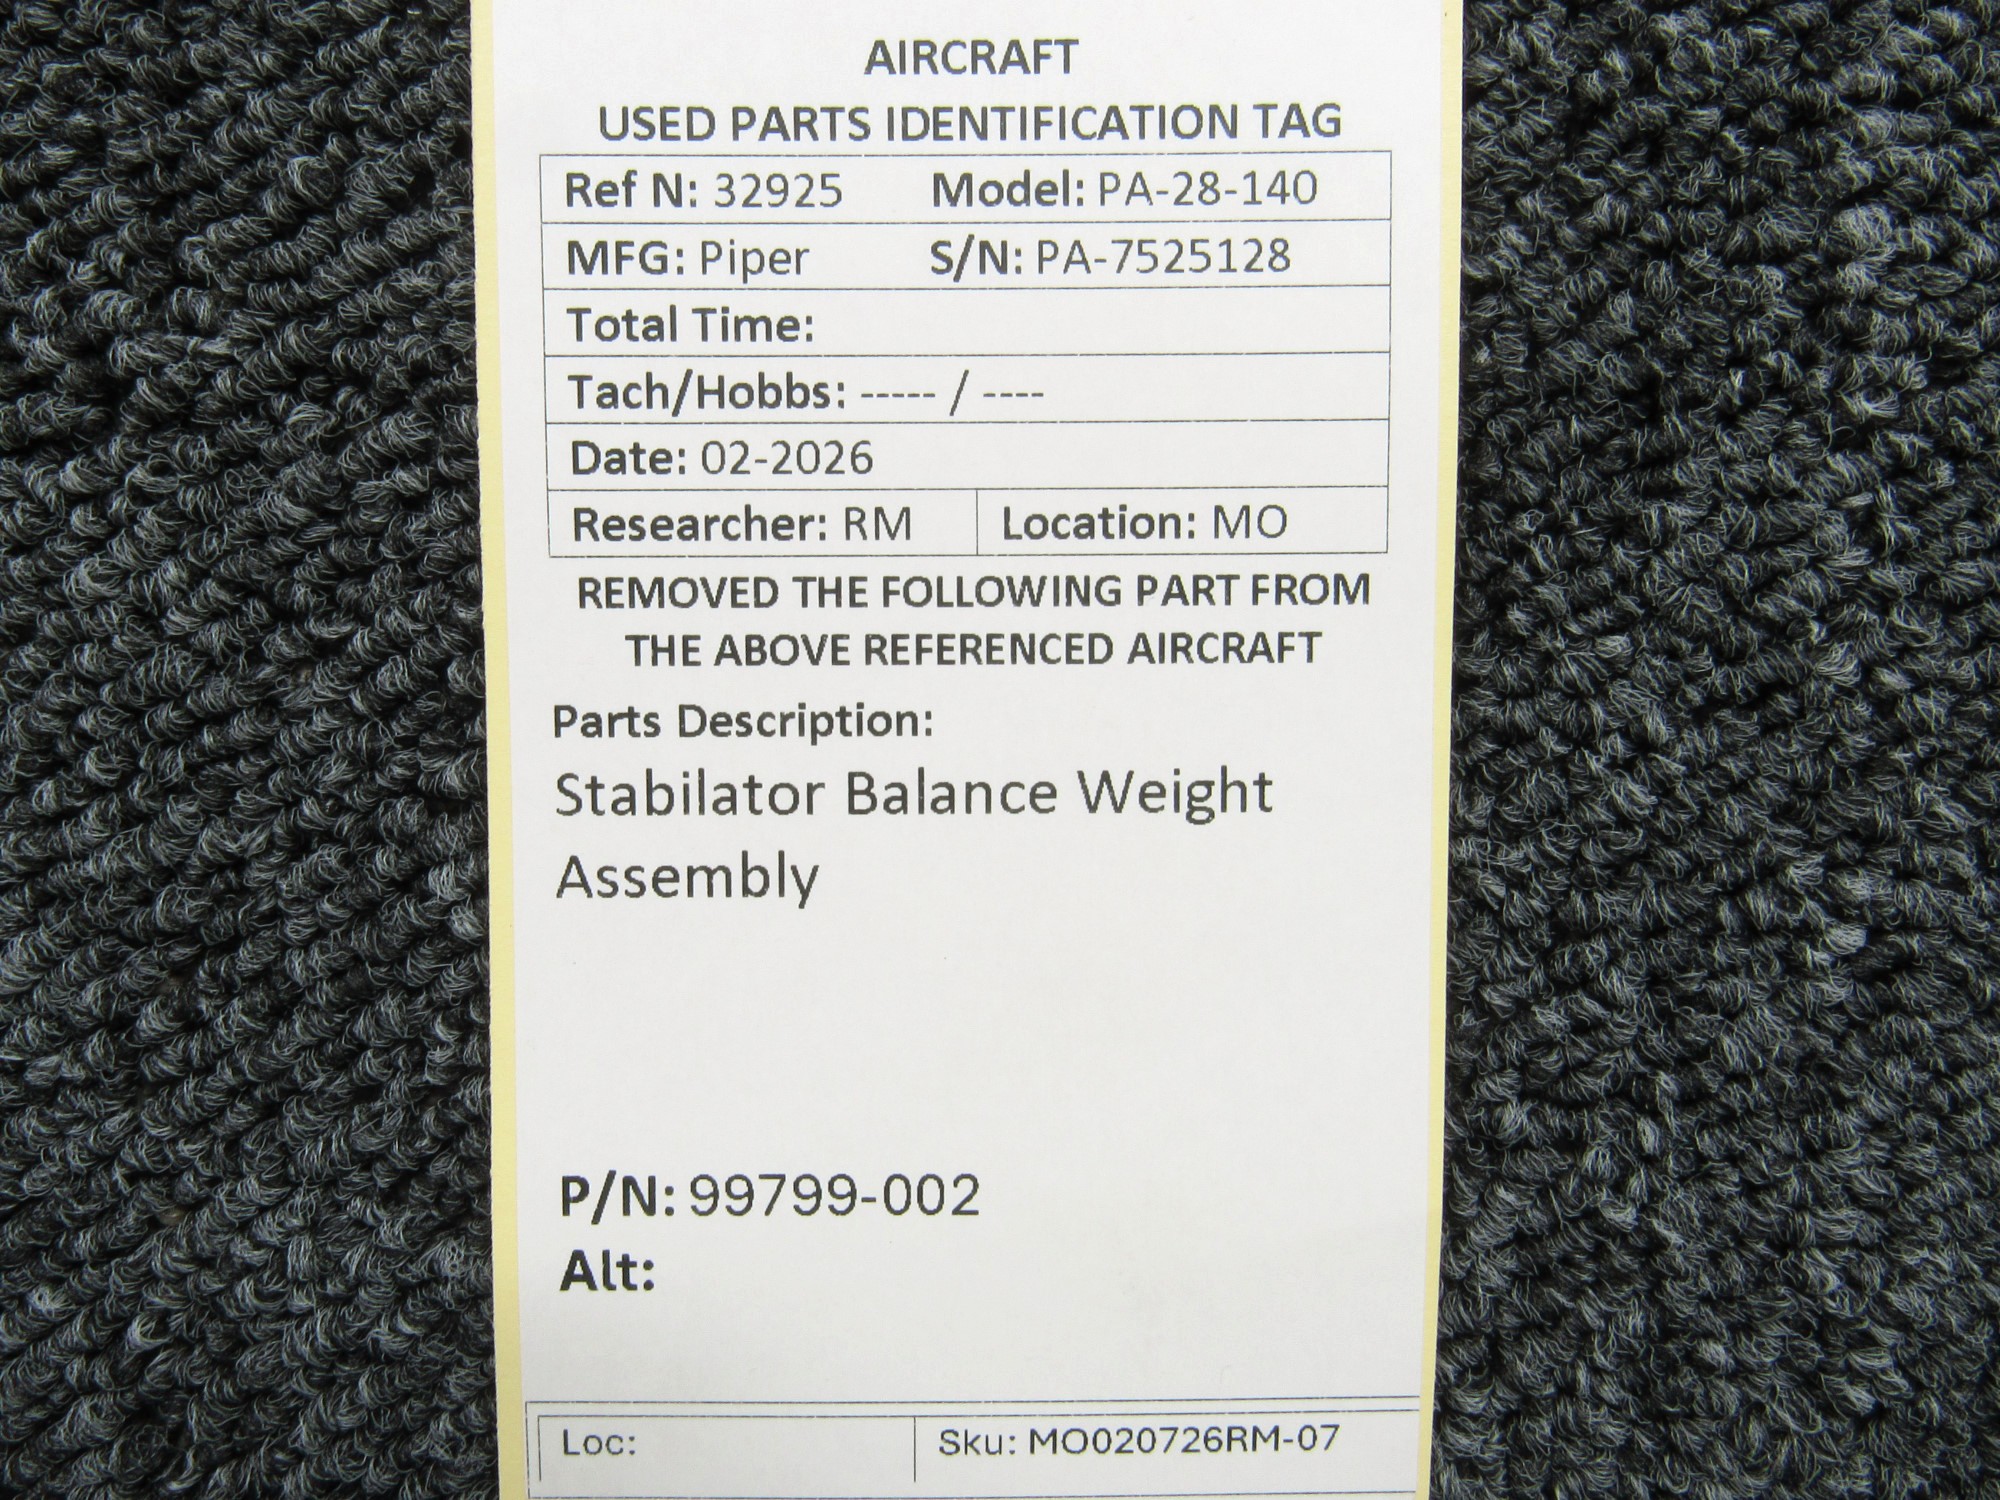 AIRCRAFT
USED PARTS IDENTIFICATION TAG
Ref N: 32925 Model: PA-28-140
MFG: Piper S/N: PA-7525128
Total Time:
Tach/Hobbs: ----- / ----
Date: 02-2026
Researcher: RM Location: MO
REMOVED THE FOLLOWING PART FROM
THE ABOVE REFERENCED AIRCRAFT
Parts Description:
Stabilator Balance Weight
Assembly
P/N: 99799-002
Alt:
Loc: Sku: MO020726RM-07